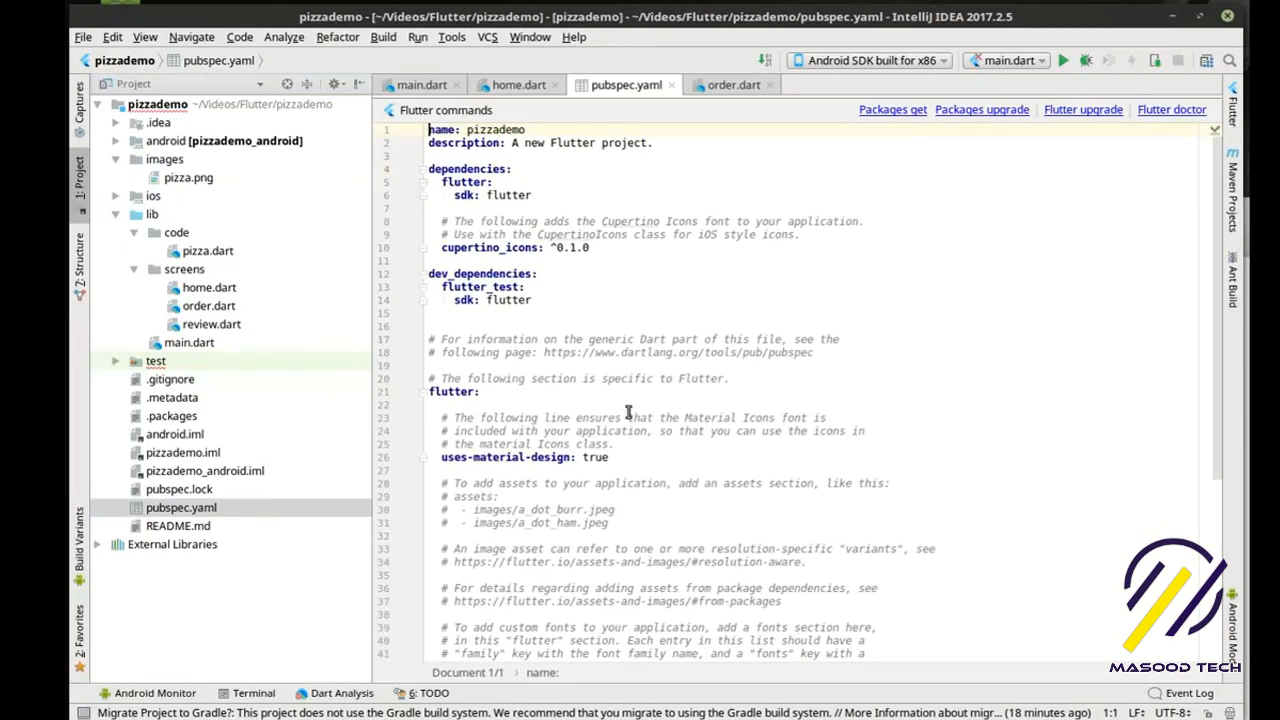 pizzademo - [~/Videos/Flutter/pizzademo] - [pizzademo] - ~/Videos/Flutter/pizzademo/pubspec.yaml - IntelliJ IDEA 2017.2.5
File Edit View Navigate Code Analyze Refactor Build Run Tools VCS Window Help
pizzademo pubspec.yaml Android SDK built for x86 main.dart
Project
main.dart home.dart pubspec.yaml order.dart
Flutter commands Packages get Packages upgrade Flutter upgrade Flutter doctor
Captures
1: Project
7: Structure
Build Variants
2: Favorites
pizzademo ~/Videos/Flutter/pizzademo
.idea
android [pizzademo_android]
images
pizza.png
ios
lib
code
pizza.dart
screens
home.dart
order.dart
review.dart
main.dart
test
.gitignore
.metadata
.packages
android.iml
pizzademo.iml
pizzademo_android.iml
pubspec.lock
pubspec.yaml
README.md
External Libraries
1 name: pizzademo
2 description: A new Flutter project.
3
4 dependencies:
5 flutter:
6 sdk: flutter
7
8 # The following adds the Cupertino Icons font to your application.
9 # Use with the CupertinoIcons class for iOS style icons.
10 cupertino_icons: ^0.1.0
11
12 dev_dependencies:
13 flutter_test:
14 sdk: flutter
15
16
17 # For information on the generic Dart part of this file, see the
18 # following page: https://www.dartlang.org/tools/pub/pubspec
19
20 # The following section is specific to Flutter.
21 flutter:
22
23 # The following line ensures that the Material Icons font is
24 # included with your application, so that you can use the icons in
25 # the material Icons class.
26 uses-material-design: true
27
28 # To add assets to your application, add an assets section, like this:
29 # assets:
30 # - images/a_dot_burr.jpeg
31 # - images/a_dot_ham.jpeg
32
33 # An image asset can refer to one or more resolution-specific "variants", see
34 # https://flutter.io/assets-and-images/#resolution-aware.
35
36 # For details regarding adding assets from package dependencies, see
37 # https://flutter.io/assets-and-images/#from-packages
38
39 # To add custom fonts to your application, add a fonts section here,
40 # in this "flutter" section. Each entry in this list should have a
41 # "family" key with the font family name, and a "fonts" key with a
Document 1/1 name:
Flutter
Maven Projects
Ant Build
Android Mo
MASOOD TECH
Android Monitor Terminal Dart Analysis 6: TODO Event Log
Migrate Project to Gradle?: This project does not use the Gradle build system. We recommend that you migrate to using the Gradle build system. // More Information about migr... (18 minutes ago) 1:1 LF÷ UTF-8÷